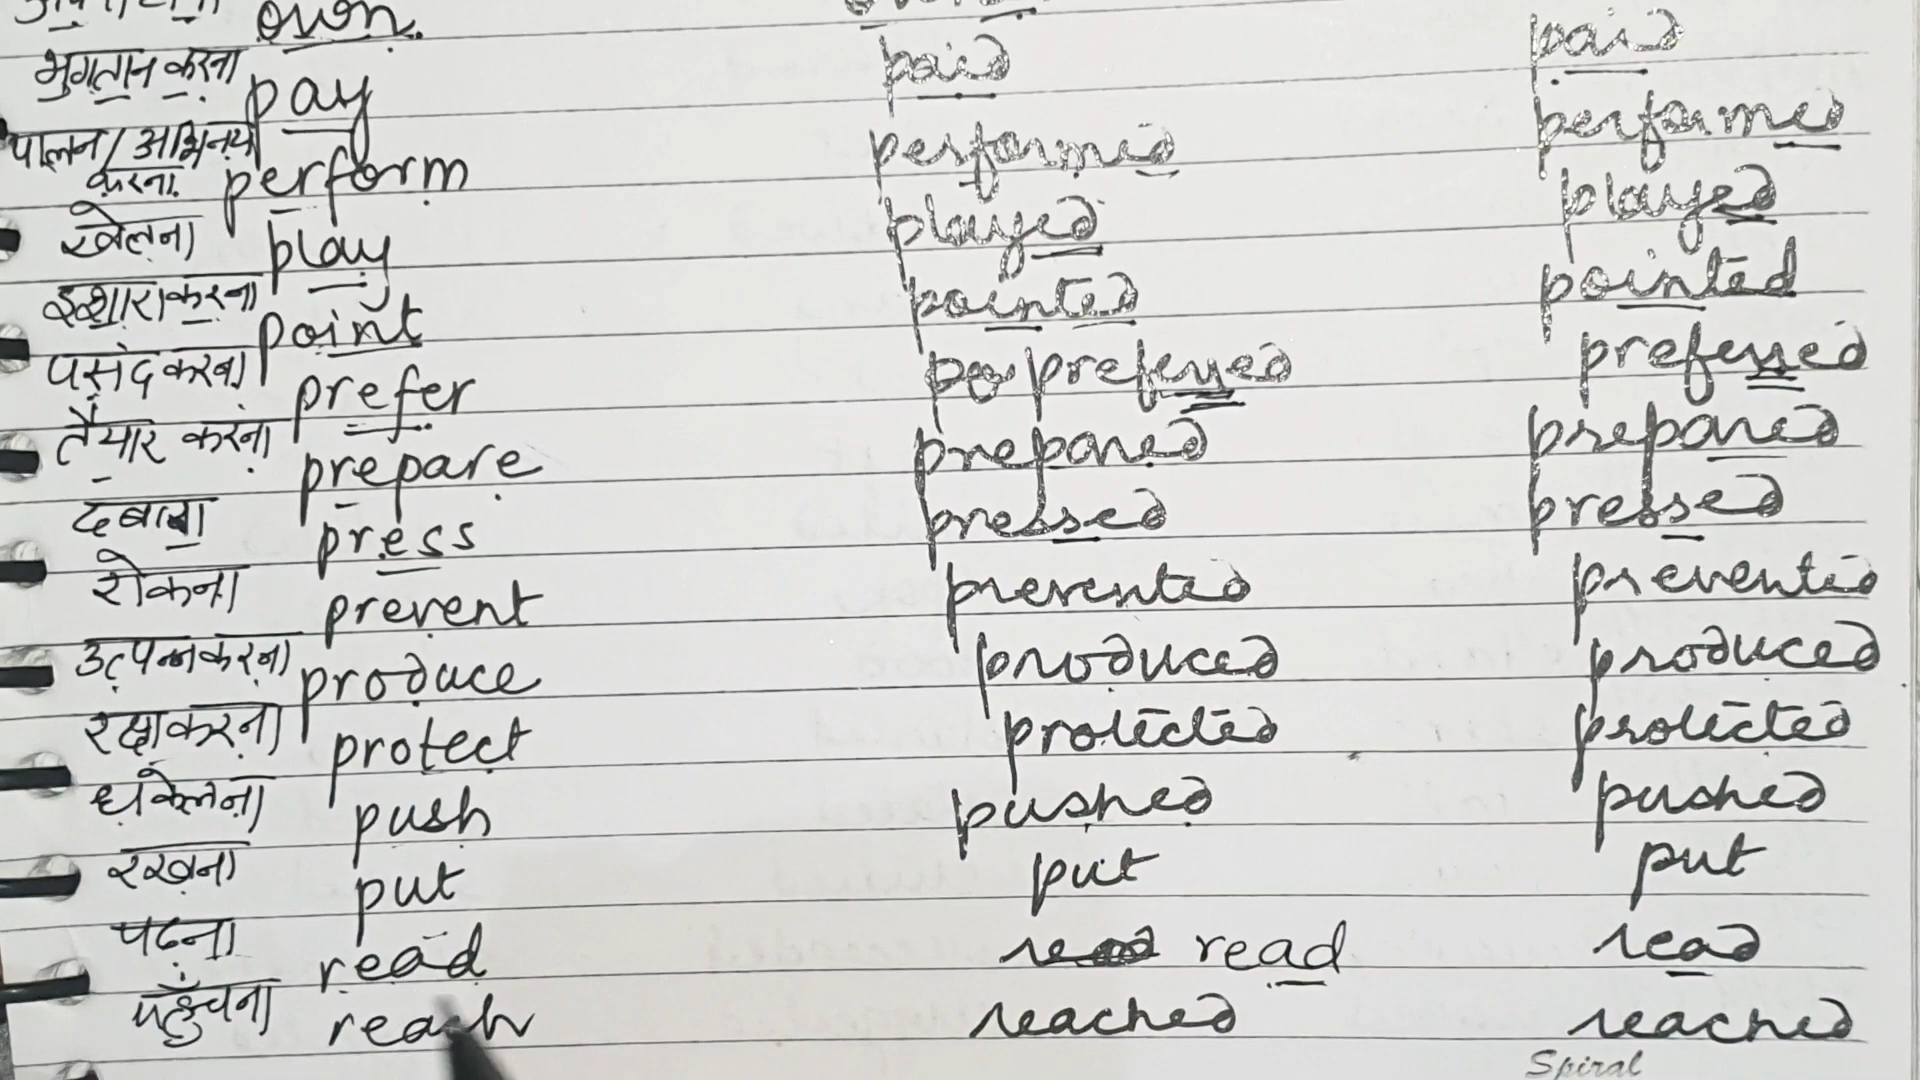 own.
भुगतान करना pay paid paid
पालन/अभिनय करना perform performed performed
खेलना play played played
इशारा करना point pointed pointed
पसंद करना prefer preferred preferred
तैयार करना prepare prepared prepared
दबाना press pressed pressed
रोकना prevent prevented prevented
उत्पन्न करना produce produced produced
रक्षा करना protect protected protected
धकेलना push pushed pushed
रखना put put put
पढ़ना read read read
पहुँचना reach reached reached
Spiral